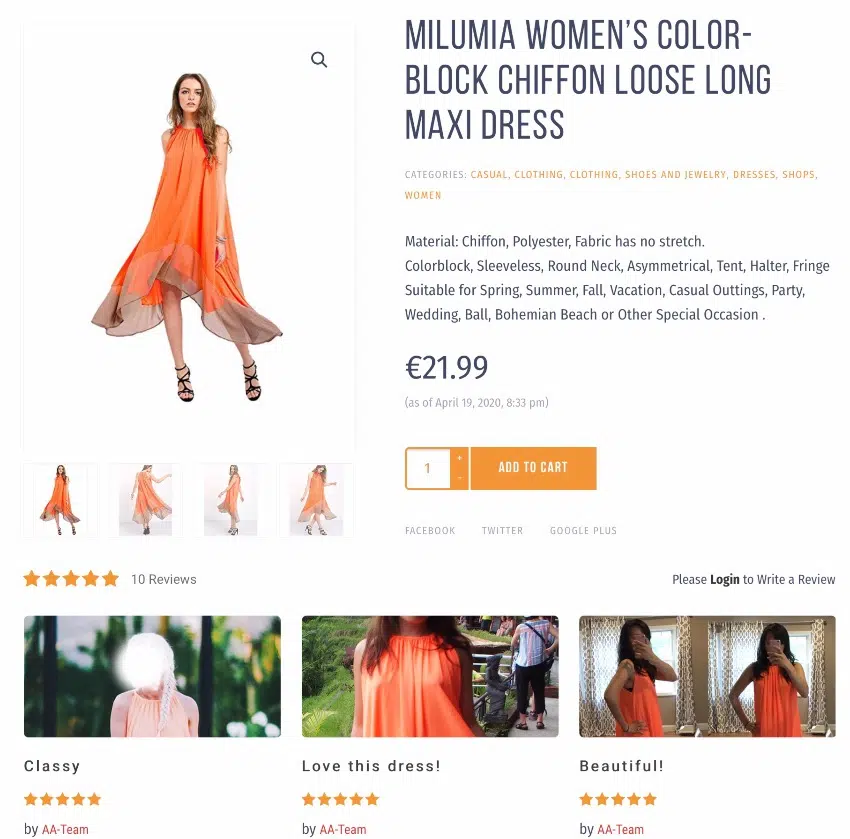 MILUMIA WOMEN’S COLOR-
BLOCK CHIFFON LOOSE LONG
MAXI DRESS
CATEGORIES: CASUAL, CLOTHING, CLOTHING, SHOES AND JEWELRY, DRESSES, SHOPS,
WOMEN
Material: Chiffon, Polyester, Fabric has no stretch.
Colorblock, Sleeveless, Round Neck, Asymmetrical, Tent, Halter, Fringe
Suitable for Spring, Summer, Fall, Vacation, Casual Outtings, Party,
Wedding, Ball, Bohemian Beach or Other Special Occasion .
€21.99
(as of April 19, 2020, 8:33 pm)
1 + - ADD TO CART
FACEBOOK TWITTER GOOGLE PLUS
10 Reviews Please Login to Write a Review
Classy Love this dress! Beautiful!
by AA-Team by AA-Team by AA-Team